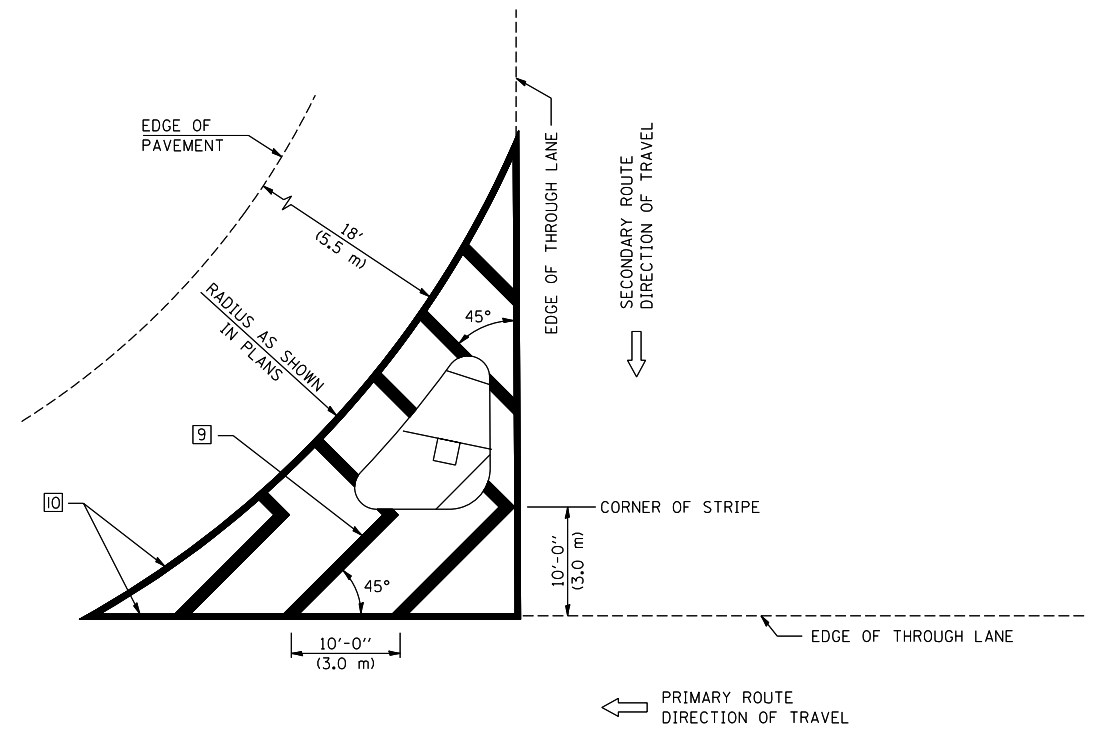 EDGE OF
PAVEMENT
18'
(5.5 m)
RADIUS AS SHOWN
IN PLANS
45°
EDGE OF THROUGH LANE
SECONDARY ROUTE
DIRECTION OF TRAVEL
9
10
CORNER OF STRIPE
10'-0''
(3.0 m)
45°
10'-0''
(3.0 m)
EDGE OF THROUGH LANE
PRIMARY ROUTE
DIRECTION OF TRAVEL